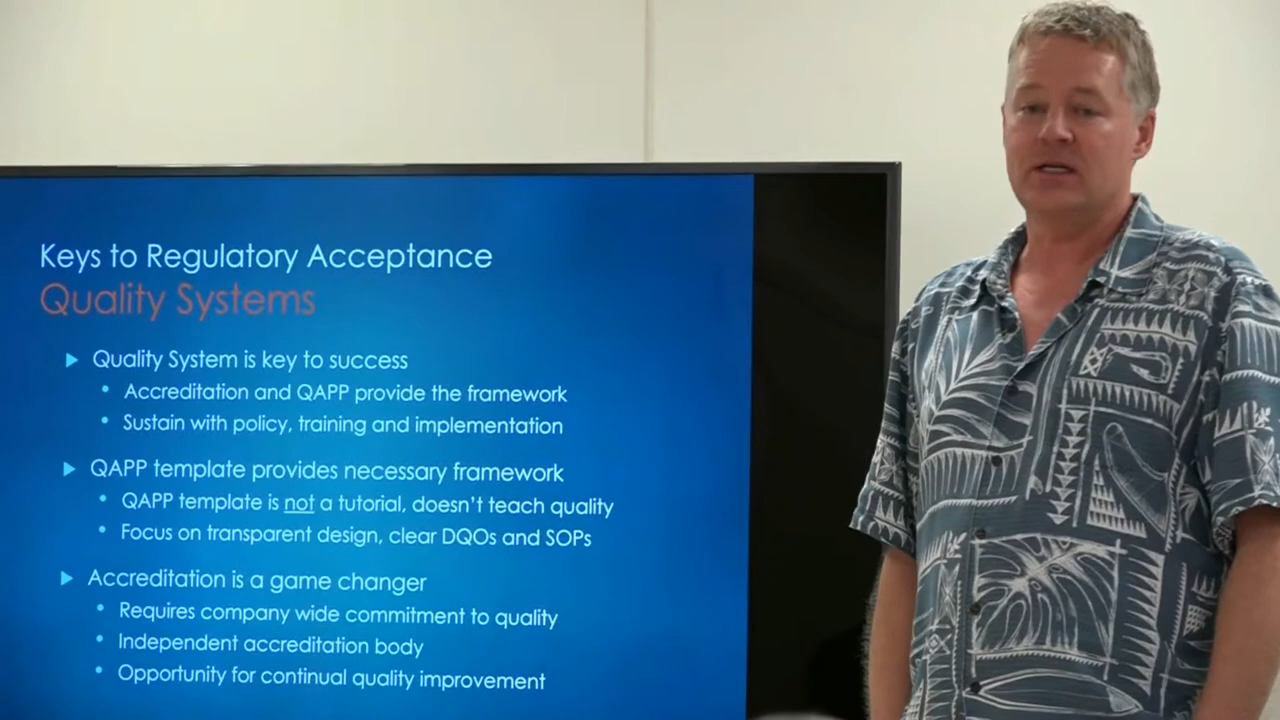 Keys to Regulatory Acceptance
Quality Systems
Quality System is key to success
Accreditation and QAPP provide the framework
Sustain with policy, training and implementation
QAPP template provides necessary framework
QAPP template is not a tutorial, doesn't teach quality
Focus on transparent design, clear DQOs and SOPs
Accreditation is a game changer
Requires company wide commitment to quality
Independent accreditation body
Opportunity for continual quality improvement